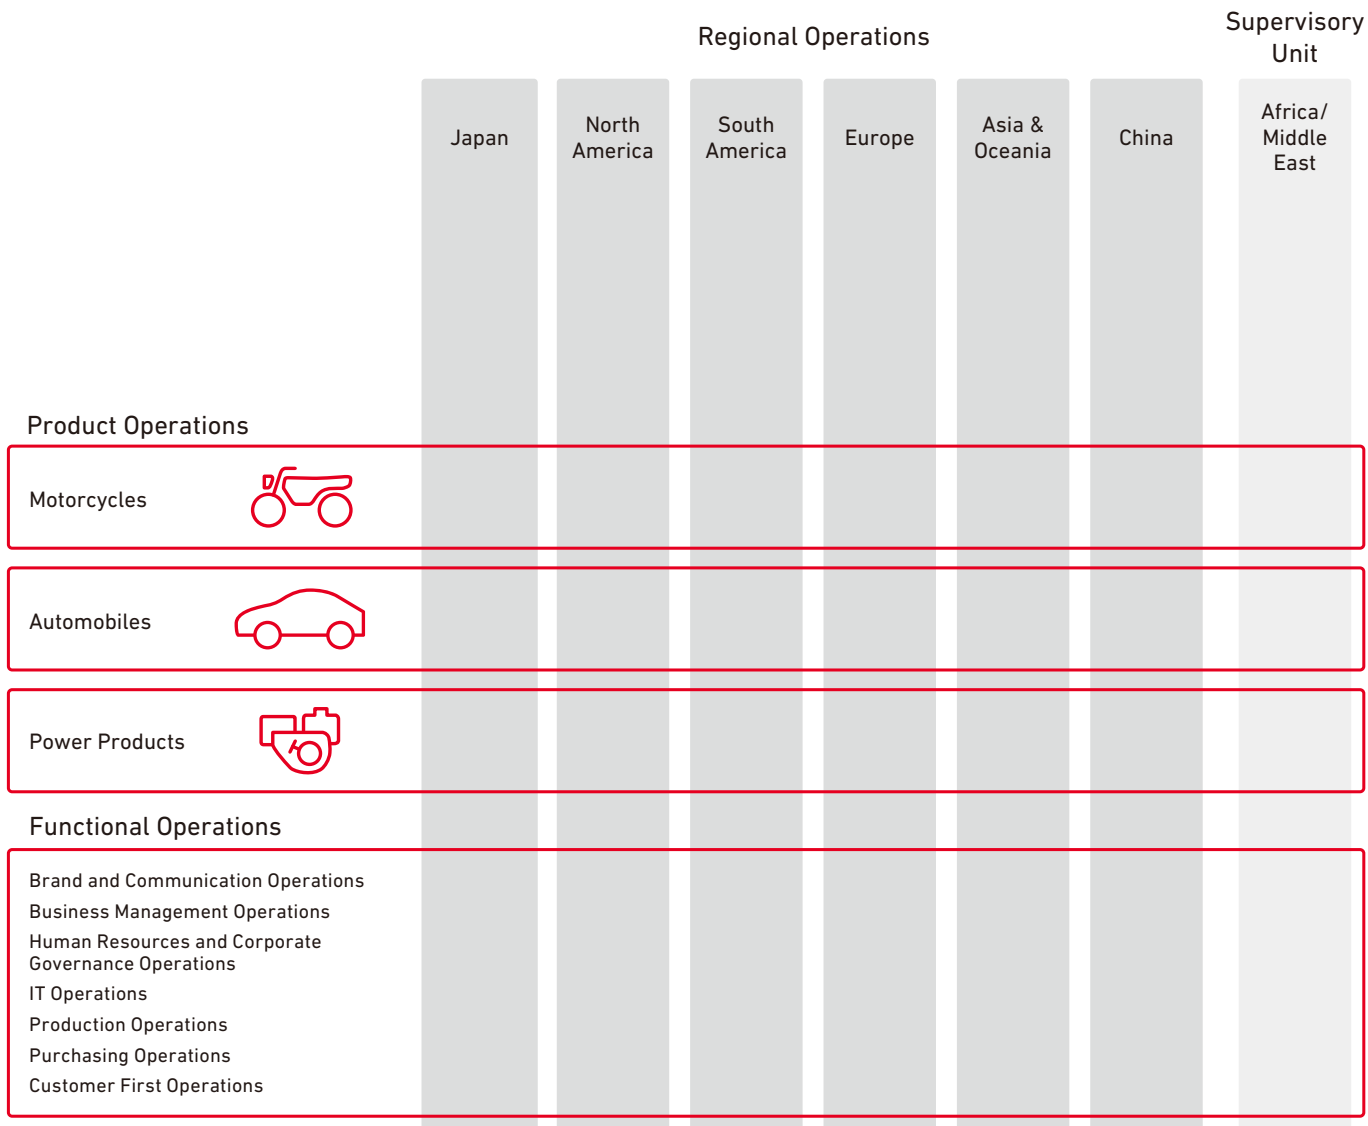 Regional Operations
Supervisory
Unit
Japan
North
America
South
America
Europe
Asia &
Oceania
China
Africa/
Middle
East
Product Operations
Motorcycles
Automobiles
Power Products
Functional Operations
Brand and Communication Operations
Business Management Operations
Human Resources and Corporate
Governance Operations
IT Operations
Production Operations
Purchasing Operations
Customer First Operations